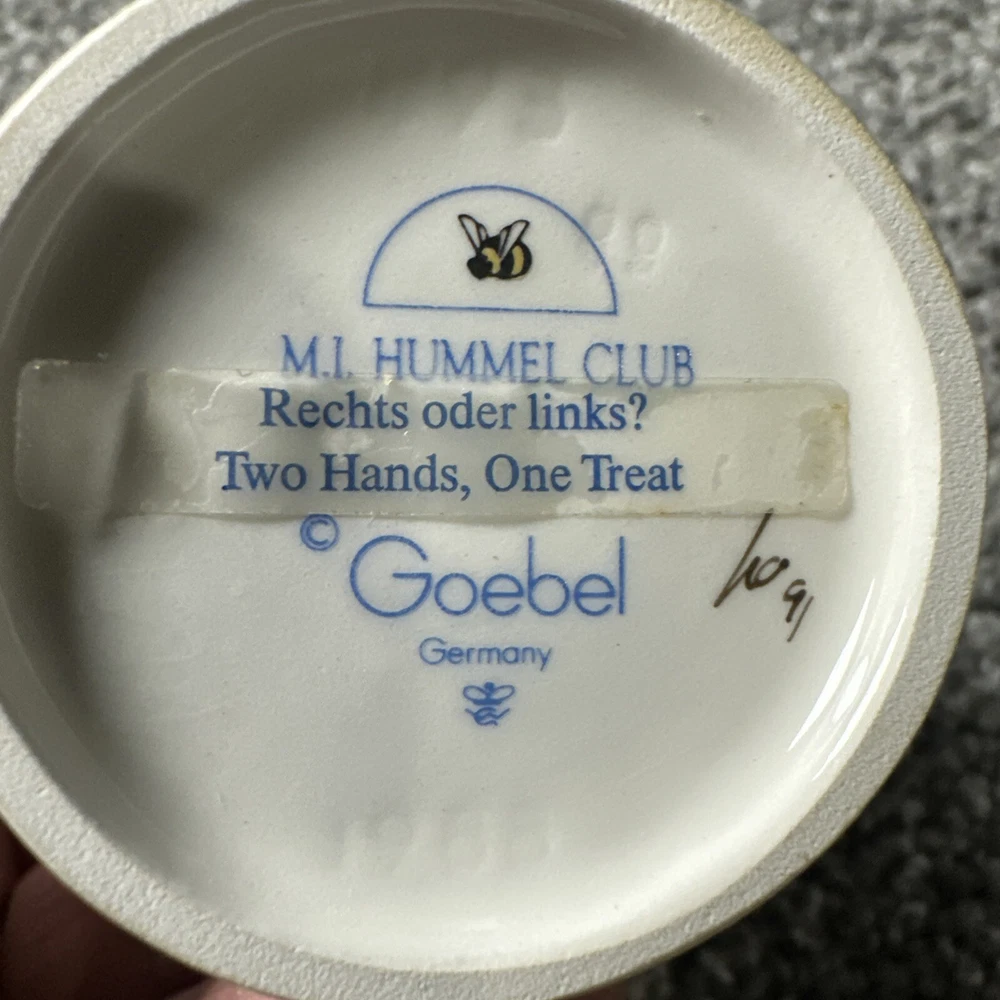 M.I. HUMMEL CLUB
Rechts oder links?
Two Hands, One Treat
© Goebel
Germany